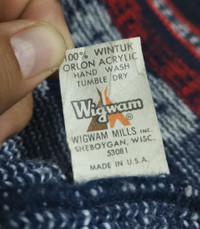 100% WINTUK
ORLON ACRYLIC
HAND WASH
TUMBLE DRY
Wigwam
®
WIGWAM MILLS INC.
SHEBOYGAN, WISC.
53081
MADE IN U.S.A.